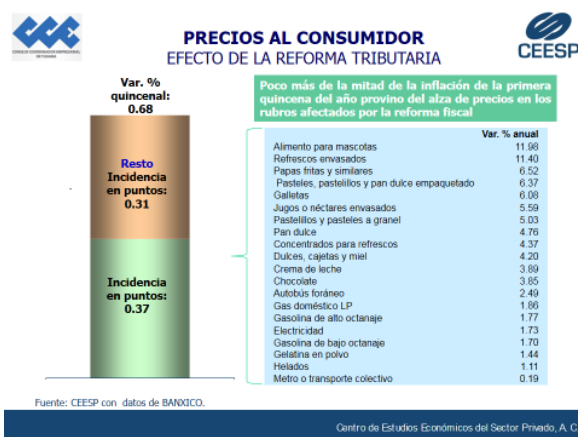 CCE
CEESP
PRECIOS AL CONSUMIDOR
EFECTO DE LA REFORMA TRIBUTARIA
Var. %
quincenal:
0.68
Resto
Incidencia
en puntos:
0.31
Incidencia
en puntos:
0.37
Poco más de la mitad de la inflación de la primera
quincena del año provino del alza de precios en los
rubros afectados por la reforma fiscal
Var. % anual
Alimento para mascotas 11.98
Refrescos envasados 11.40
Papas fritas y similares 6.52
Pasteles, pastelillos y pan dulce empaquetado 6.37
Galletas 6.08
Jugos o néctares envasados 5.59
Pastelillos y pasteles a granel 5.03
Pan dulce 4.76
Concentrados para refrescos 4.37
Dulces, cajetas y miel 4.20
Crema de leche 3.89
Chocolate 3.85
Autobús foráneo 2.49
Gas doméstico LP 1.86
Gasolina de alto octanaje 1.77
Electricidad 1.73
Gasolina de bajo octanaje 1.70
Gelatina en polvo 1.44
Helados 1.11
Metro o transporte colectivo 0.19
Fuente: CEESP con datos de BANXICO.
Centro de Estudios Económicos del Sector Privado, A. C.